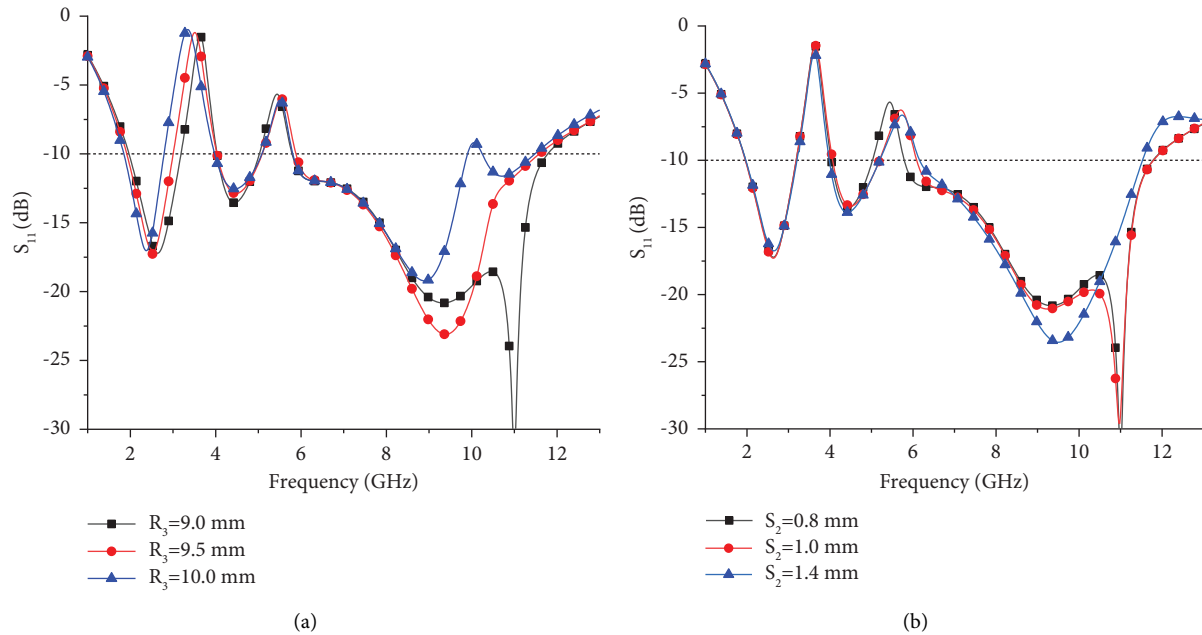 0
-5
-10
-15
-20
-25
-30
S11 (dB)
2 4 6 8 10 12
Frequency (GHz)
R3=9.0 mm
R3=9.5 mm
R3=10.0 mm
(a)
0
-5
-10
-15
-20
-25
-30
S11 (dB)
2 4 6 8 10 12
Frequency (GHz)
S2=0.8 mm
S2=1.0 mm
S2=1.4 mm
(b)